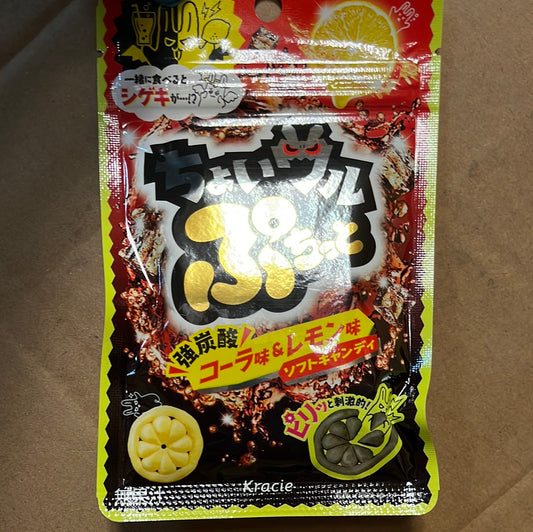 一緒に食べると
シゲキが…!?
ちょいワル
ぷちっと
強炭酸
コーラ味&レモン味
ソフトキャンディ
ピリッと刺激的!
Kracie